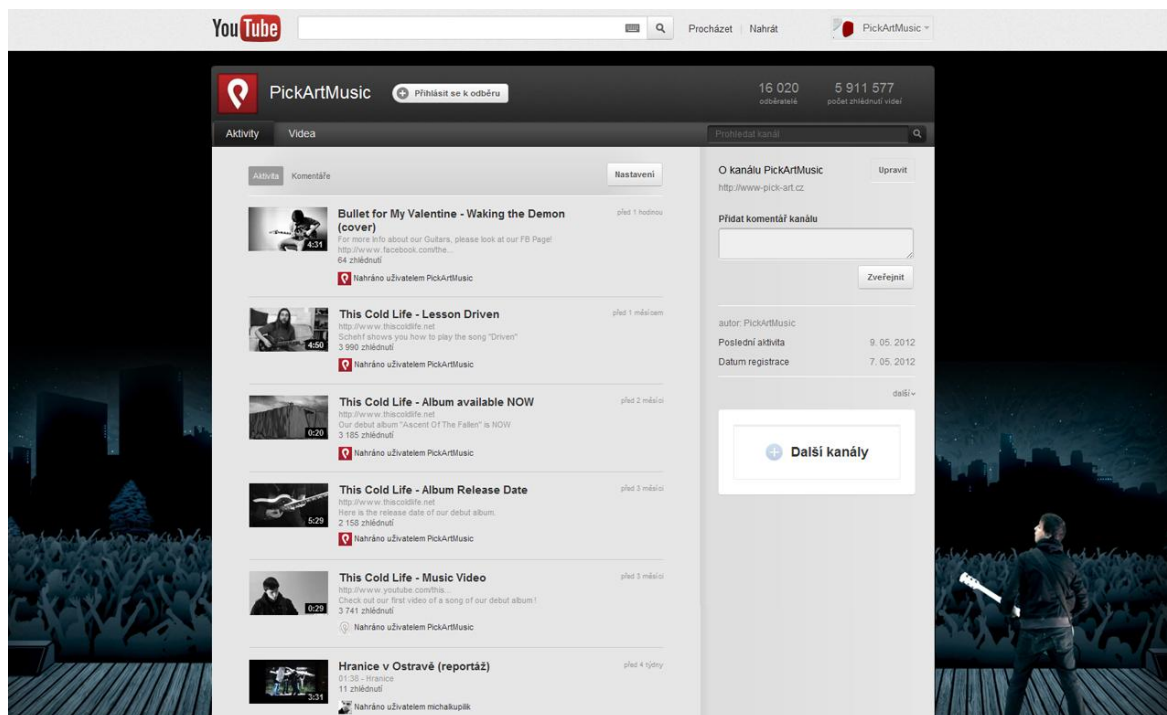 YouTube
Procházet
Nahrát
PickArtMusic
PickArtMusic
Přihlásit se k odběru
16 020
odběratelé
5 911 577
počet zhlédnutí videí
Aktivity
Videa
Prohledat kanál
Aktivita
Komentáře
Nastavení
Bullet for My Valentine - Waking the Demon
(cover)
před 1 hodinou
For more info about our Guitars, please look at our FB Page!
http://www.facebook.com/the...
64 zhlédnutí
4:31
Nahráno uživatelem PickArtMusic
This Cold Life - Lesson Driven
před 1 měsícem
http://www.thiscoldlife.net
Schehf shows you how to play the song "Driven"
3 990 zhlédnutí
4:50
Nahráno uživatelem PickArtMusic
This Cold Life - Album available NOW
před 2 měsíci
http://www.thiscoldlife.net
Our debut album "Ascent Of The Fallen" is NOW
3 185 zhlédnutí
0:20
Nahráno uživatelem PickArtMusic
This Cold Life - Album Release Date
před 3 měsíci
http://www.thiscoldlife.net
Here is the release date of our debut album.
2 158 zhlédnutí
5:29
Nahráno uživatelem PickArtMusic
This Cold Life - Music Video
před 3 měsíci
http://www.youtube.com/this...
Check out our first video of a song of our debut album!
3 741 zhlédnutí
0:29
Nahráno uživatelem PickArtMusic
Hranice v Ostravě (reportáž)
před 4 týdny
01:36 - Hranice
11 zhlédnutí
3:31
Nahráno uživatelem michalkuplik
O kanálu PickArtMusic
Upravit
http://www-pick-art.cz
Přidat komentář kanálu
Zveřejnit
autor: PickArtMusic
Poslední aktivita
9. 05. 2012
Datum registrace
7. 05. 2012
další
Další kanály